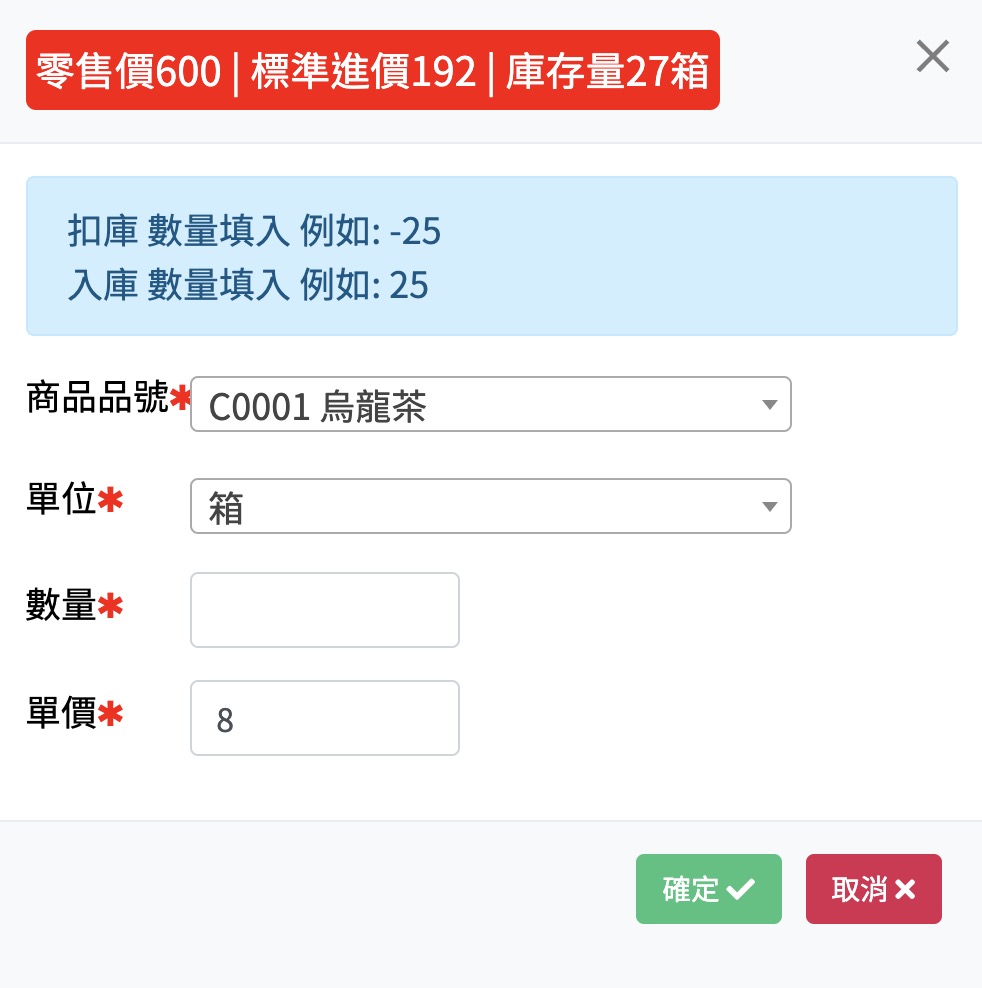 零售價600 | 標準進價192 | 庫存量27箱
扣庫 數量填入 例如: -25
入庫 數量填入 例如: 25
商品品號✱ C0001 烏龍茶
單位✱ 箱
數量✱
單價✱ 8
確定 取消